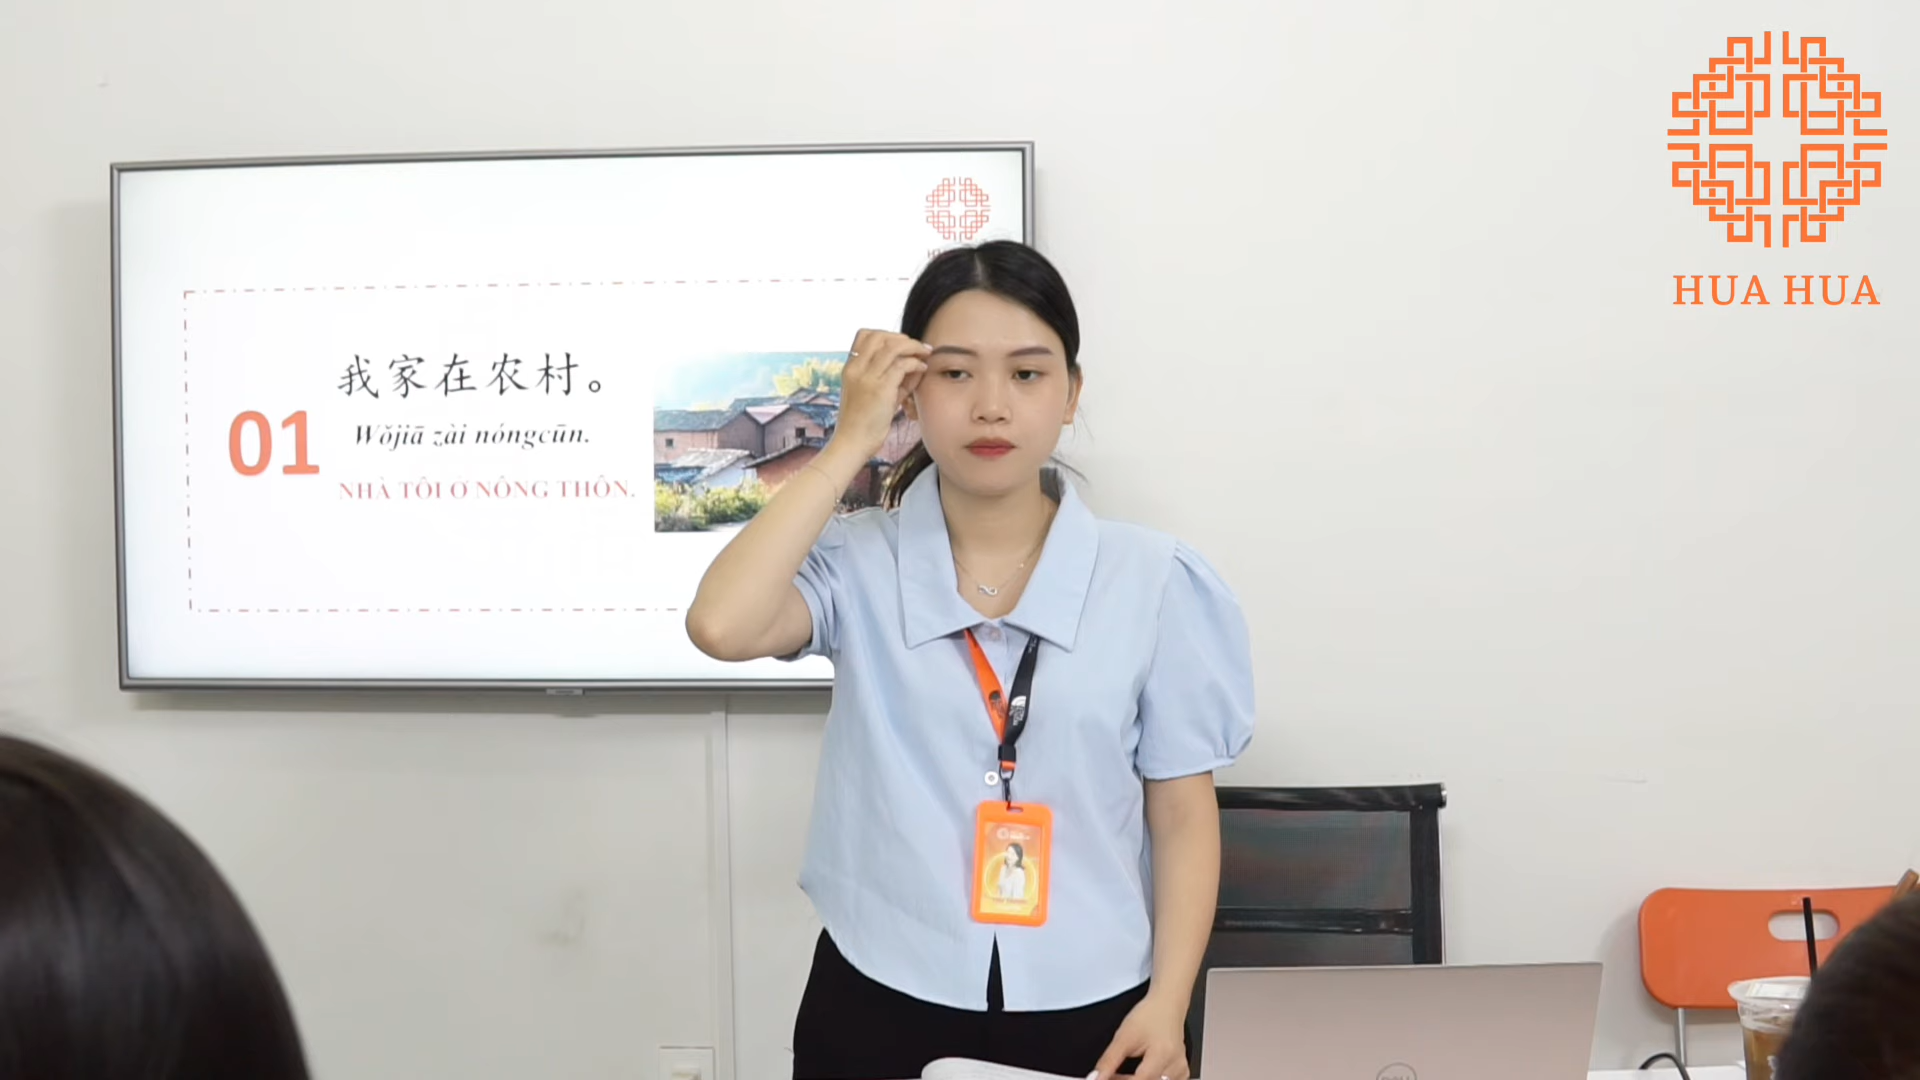 HUA HUA
01
我家在农村。
Wǒjiā zài nóngcūn.
NHÀ TÔI Ở NÔNG THÔN.